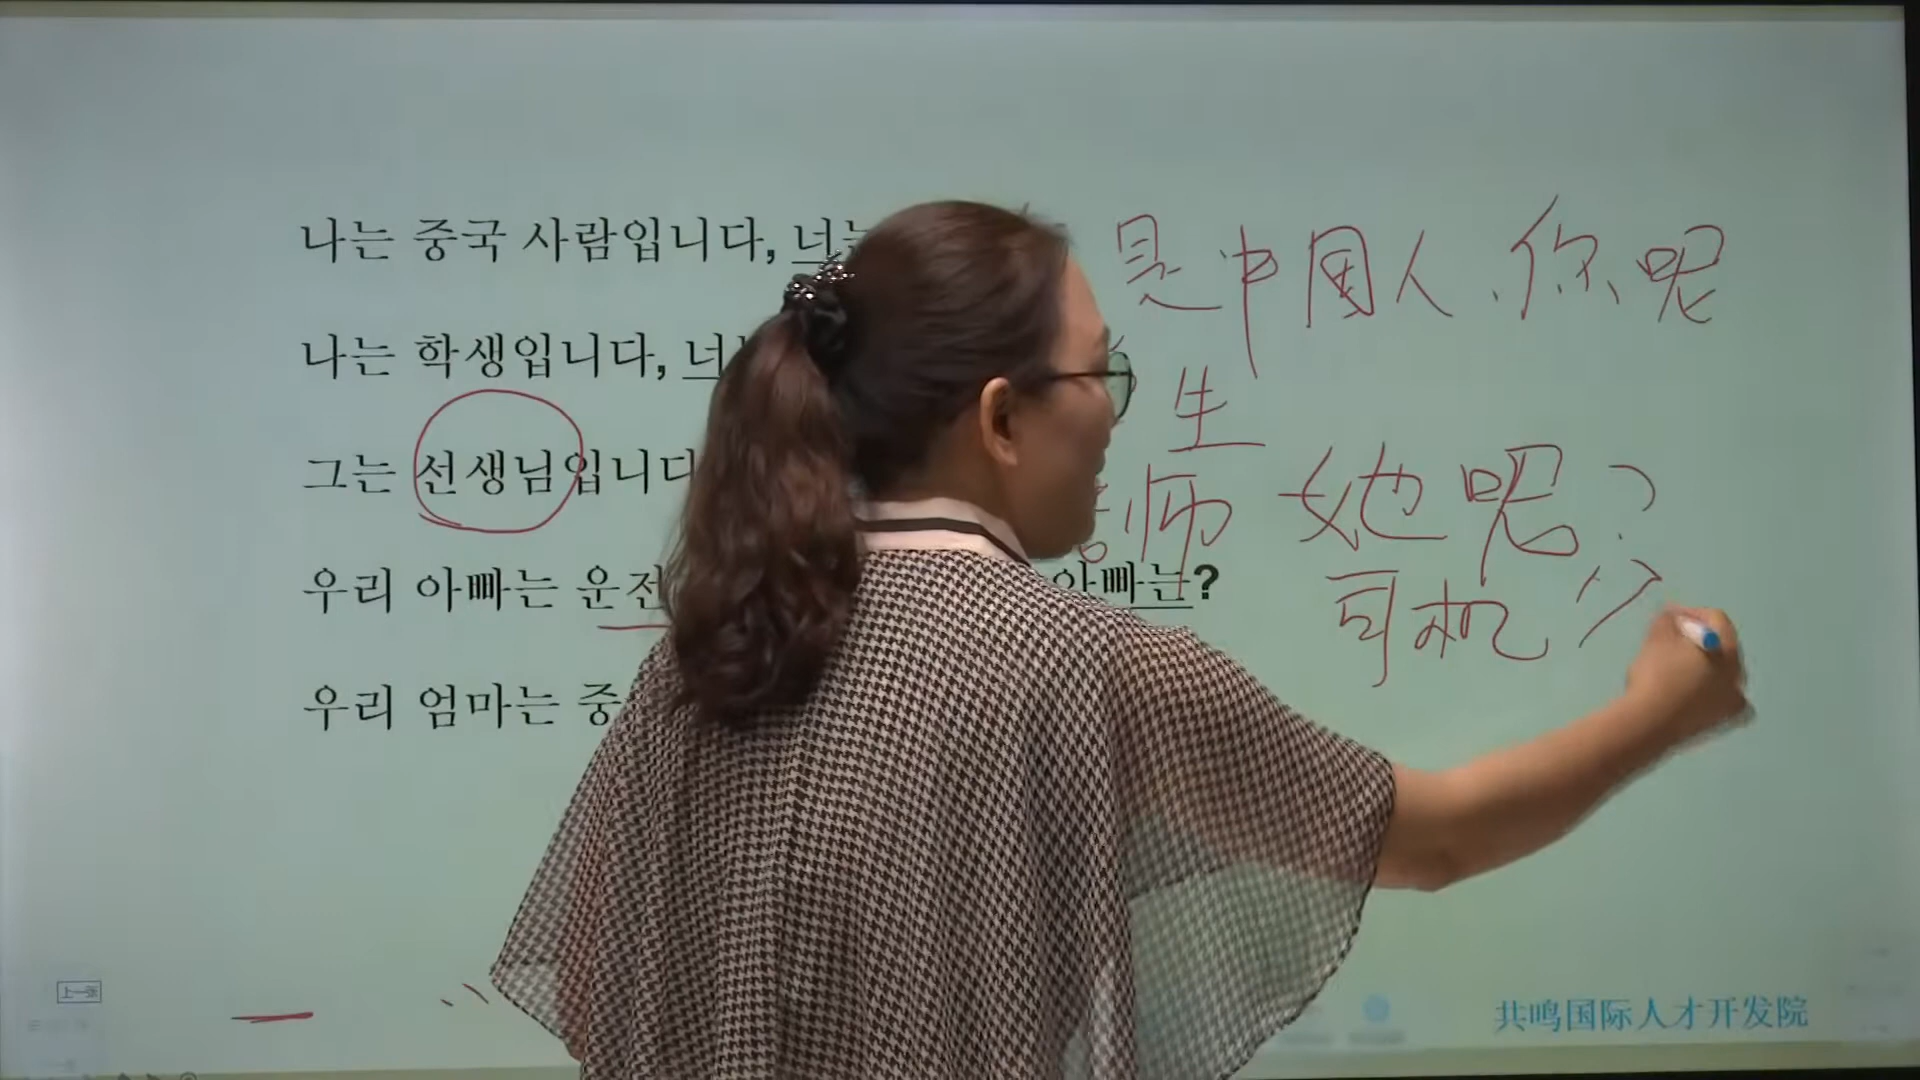 나는 중국 사람입니다, 너는
是中国人、你呢
나는 학생입니다, 너
生
그는 선생님입니다
师 她呢?
우리 아빠는 운전 아빠는?
司机
우리 엄마는 중
上一张
共鸣国际人才开发院